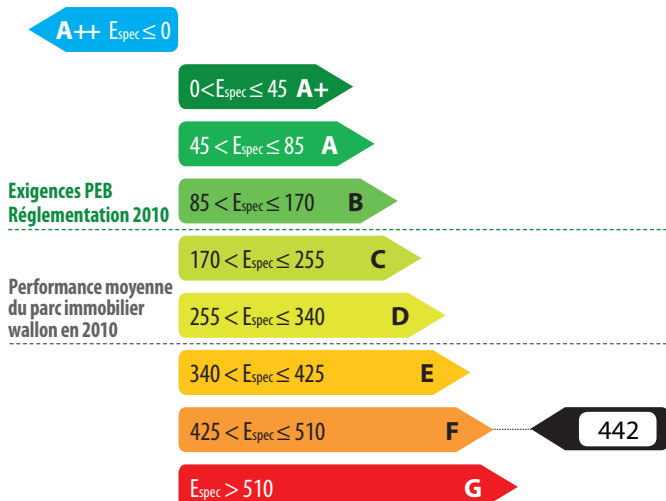 A++ Espec ≤ 0
0<Espec ≤ 45 A+
45 < Espec ≤ 85 A
Exigences PEB
Réglementation 2010
85 < Espec ≤ 170 B
170 < Espec ≤ 255 C
Performance moyenne
du parc immobilier
wallon en 2010
255 < Espec ≤ 340 D
340 < Espec ≤ 425 E
425 < Espec ≤ 510 F 442
Espec > 510 G